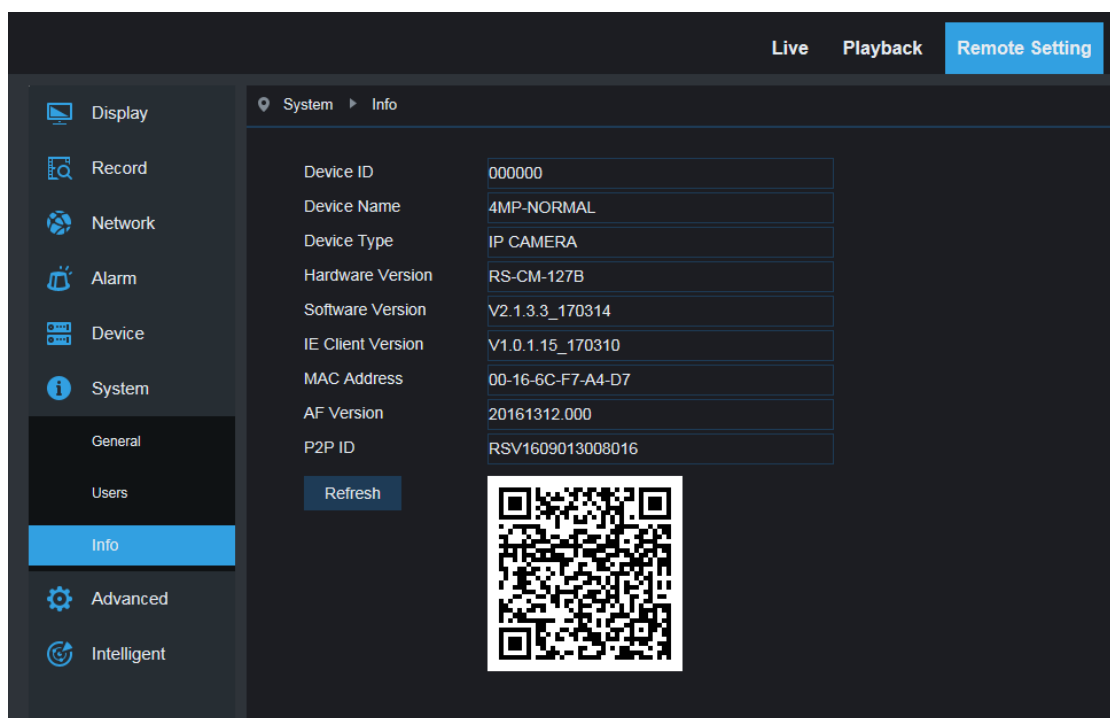 Live Playback Remote Setting
System Info
Display
Record
Network
Alarm
Device
System
General
Users
Info
Advanced
Intelligent
Device ID 000000
Device Name 4MP-NORMAL
Device Type IP CAMERA
Hardware Version RS-CM-127B
Software Version V2.1.3.3_170314
IE Client Version V1.0.1.15_170310
MAC Address 00-16-6C-F7-A4-D7
AF Version 20161312.000
P2P ID RSV1609013008016
Refresh